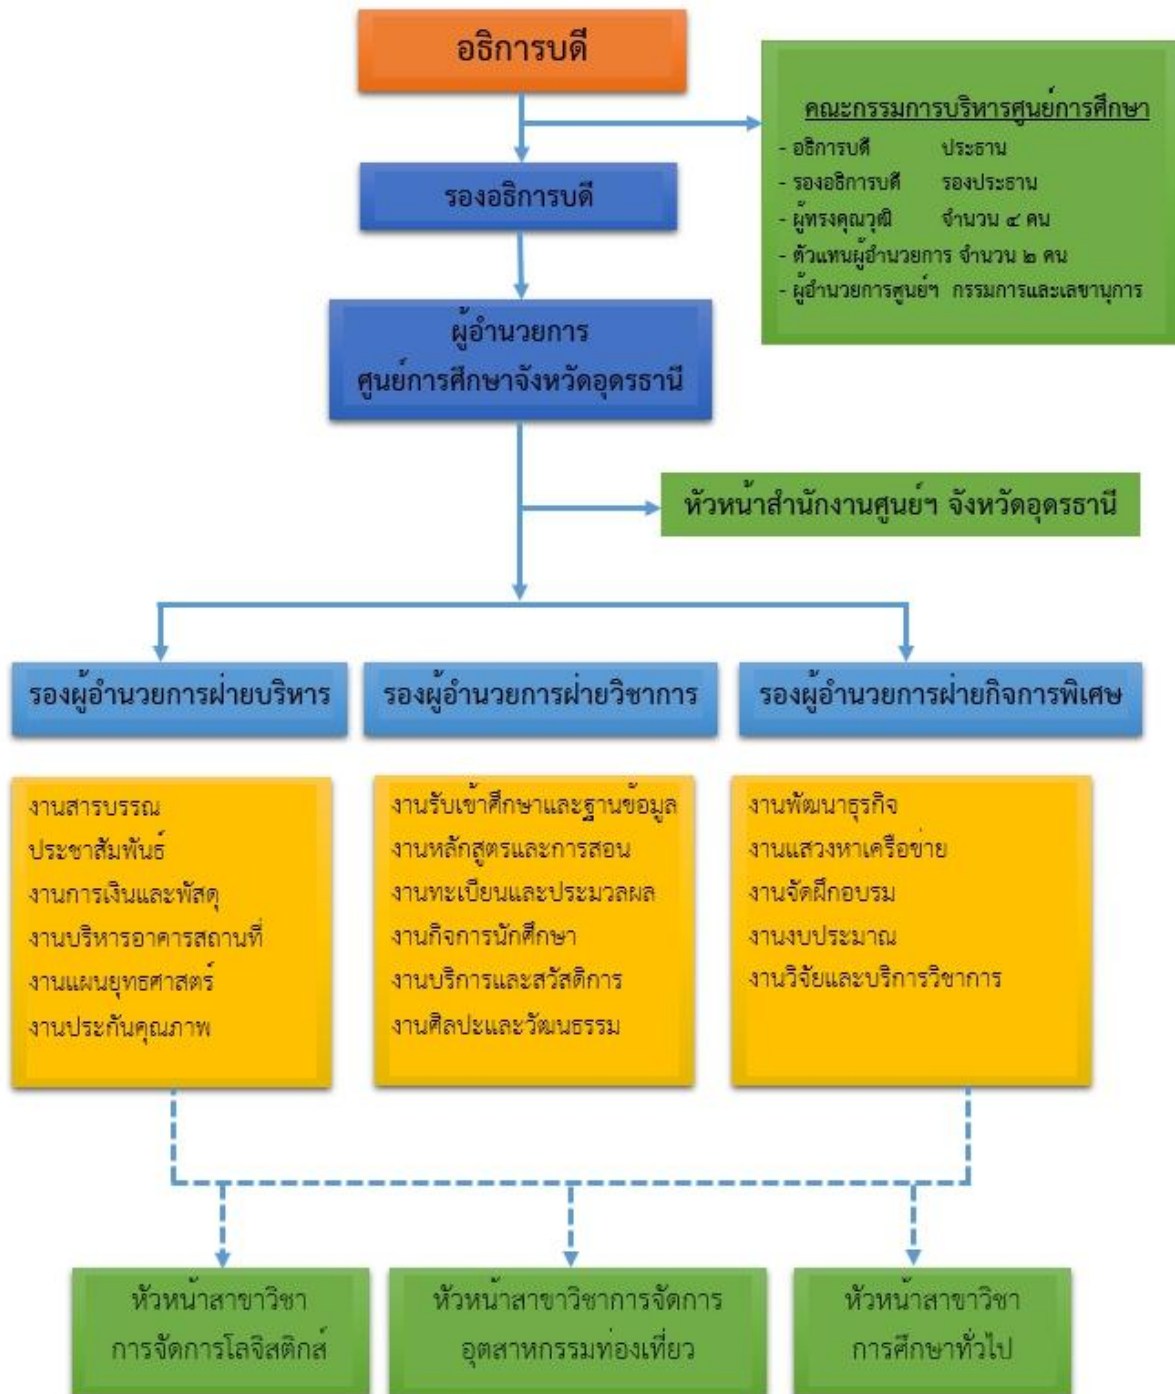 อธิการบดี
คณะกรรมการบริหารศูนย์การศึกษา
- อธิการบดี ประธาน
- รองอธิการบดี รองประธาน
- ผู้ทรงคุณวุฒิ จำนวน ๔ คน
- ตัวแทนผู้อำนวยการ จำนวน ๒ คน
- ผู้อำนวยการศูนย์ฯ กรรมการและเลขานุการ
รองอธิการบดี
ผู้อำนวยการ
ศูนย์การศึกษาจังหวัดอุดรธานี
หัวหน้าสำนักงานศูนย์ฯ จังหวัดอุดรธานี
รองผู้อำนวยการฝ่ายบริหาร
รองผู้อำนวยการฝ่ายวิชาการ
รองผู้อำนวยการฝ่ายกิจการพิเศษ
งานสารบรรณ
ประชาสัมพันธ์
งานการเงินและพัสดุ
งานบริหารอาคารสถานที่
งานแผนยุทธศาสตร์
งานประกันคุณภาพ
งานรับเข้าศึกษาและฐานข้อมูล
งานหลักสูตรและการสอน
งานทะเบียนและประมวลผล
งานกิจการนักศึกษา
งานบริการและสวัสดิการ
งานศิลปะและวัฒนธรรม
งานพัฒนาธุรกิจ
งานแสวงหาเครือข่าย
งานจัดฝึกอบรม
งานงบประมาณ
งานวิจัยและบริการวิชาการ
หัวหน้าสาขาวิชา
การจัดการโลจิสติกส์
หัวหน้าสาขาวิชาการจัดการ
อุตสาหกรรมท่องเที่ยว
หัวหน้าสาขาวิชา
การศึกษาทั่วไป